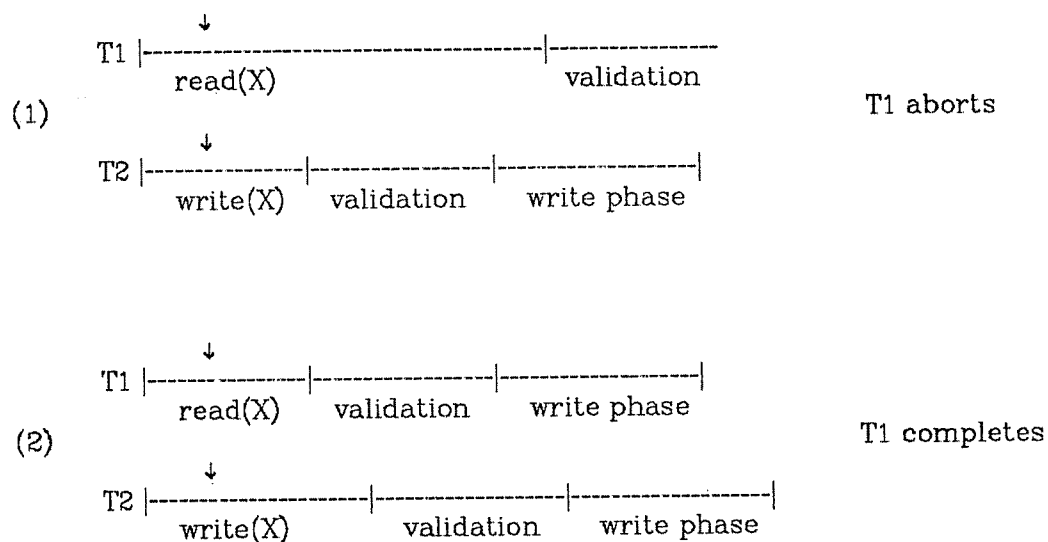 T1
read(X)
validation
(1)
T1 aborts
T2
write(X)
validation
write phase
T1
read(X)
validation
write phase
(2)
T1 completes
T2
write(X)
validation
write phase